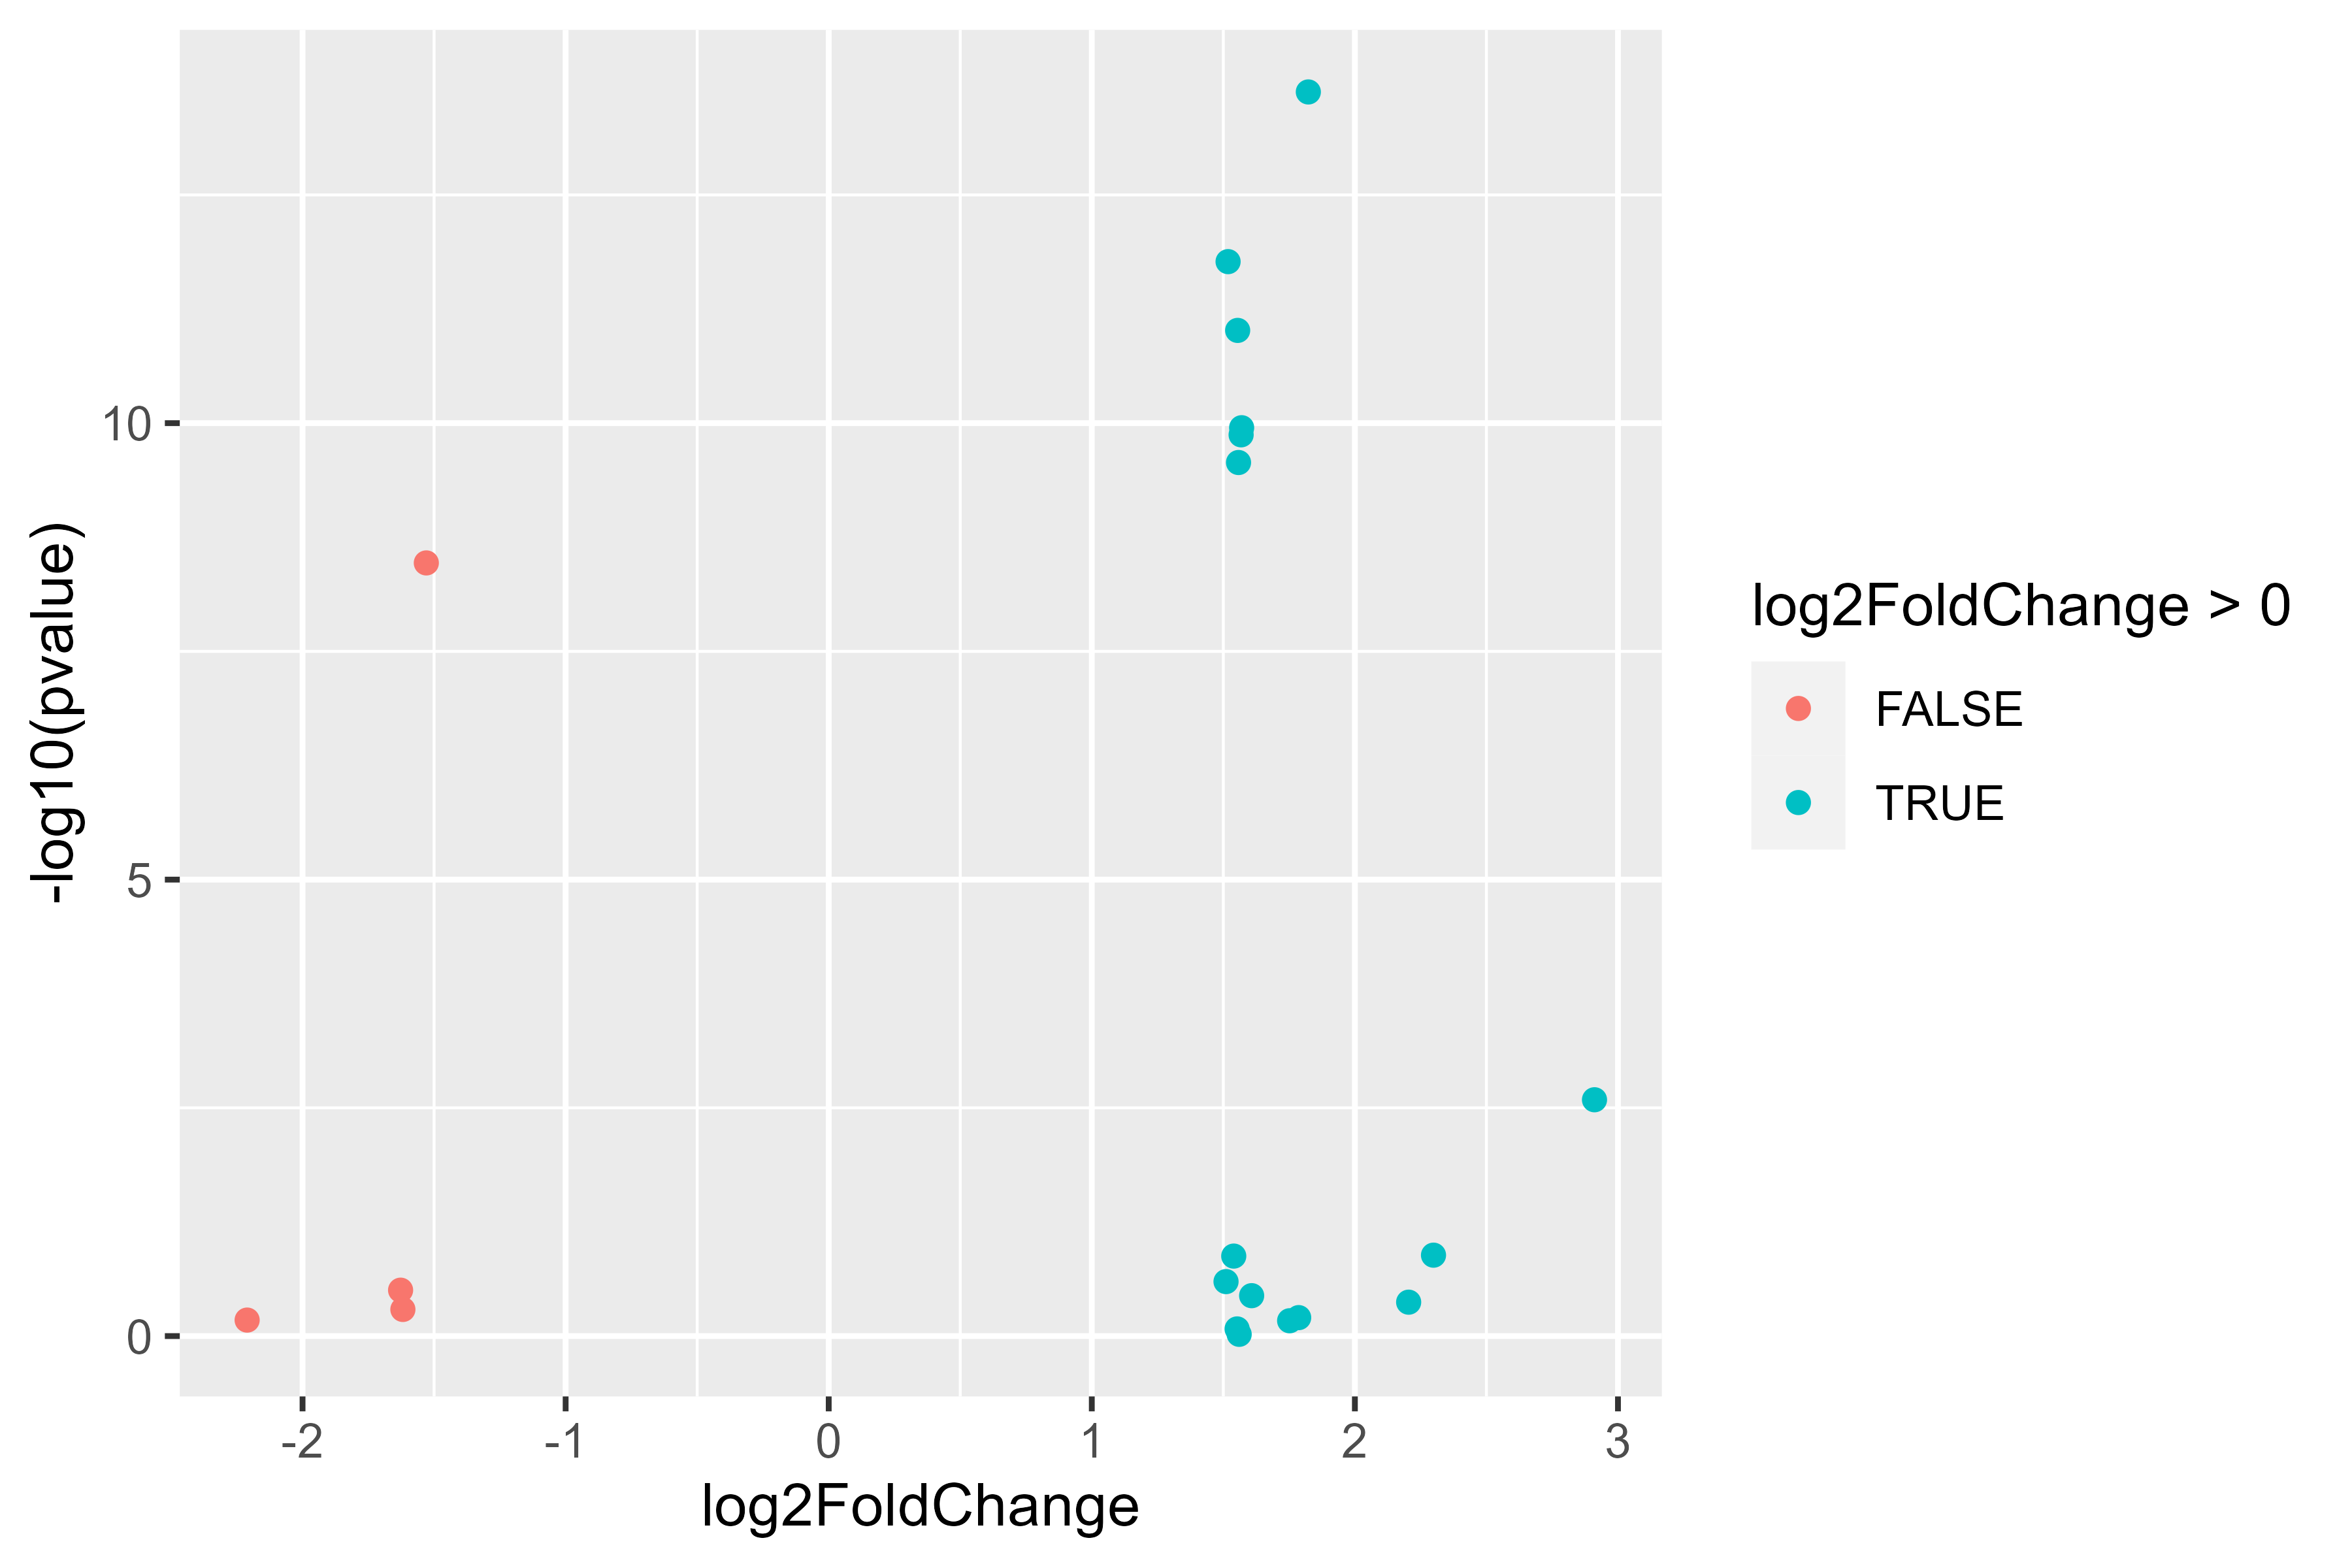 -log10(pvalue)
10
5
0
-2 -1 0 1 2 3
log2FoldChange
log2FoldChange > 0
FALSE
TRUE